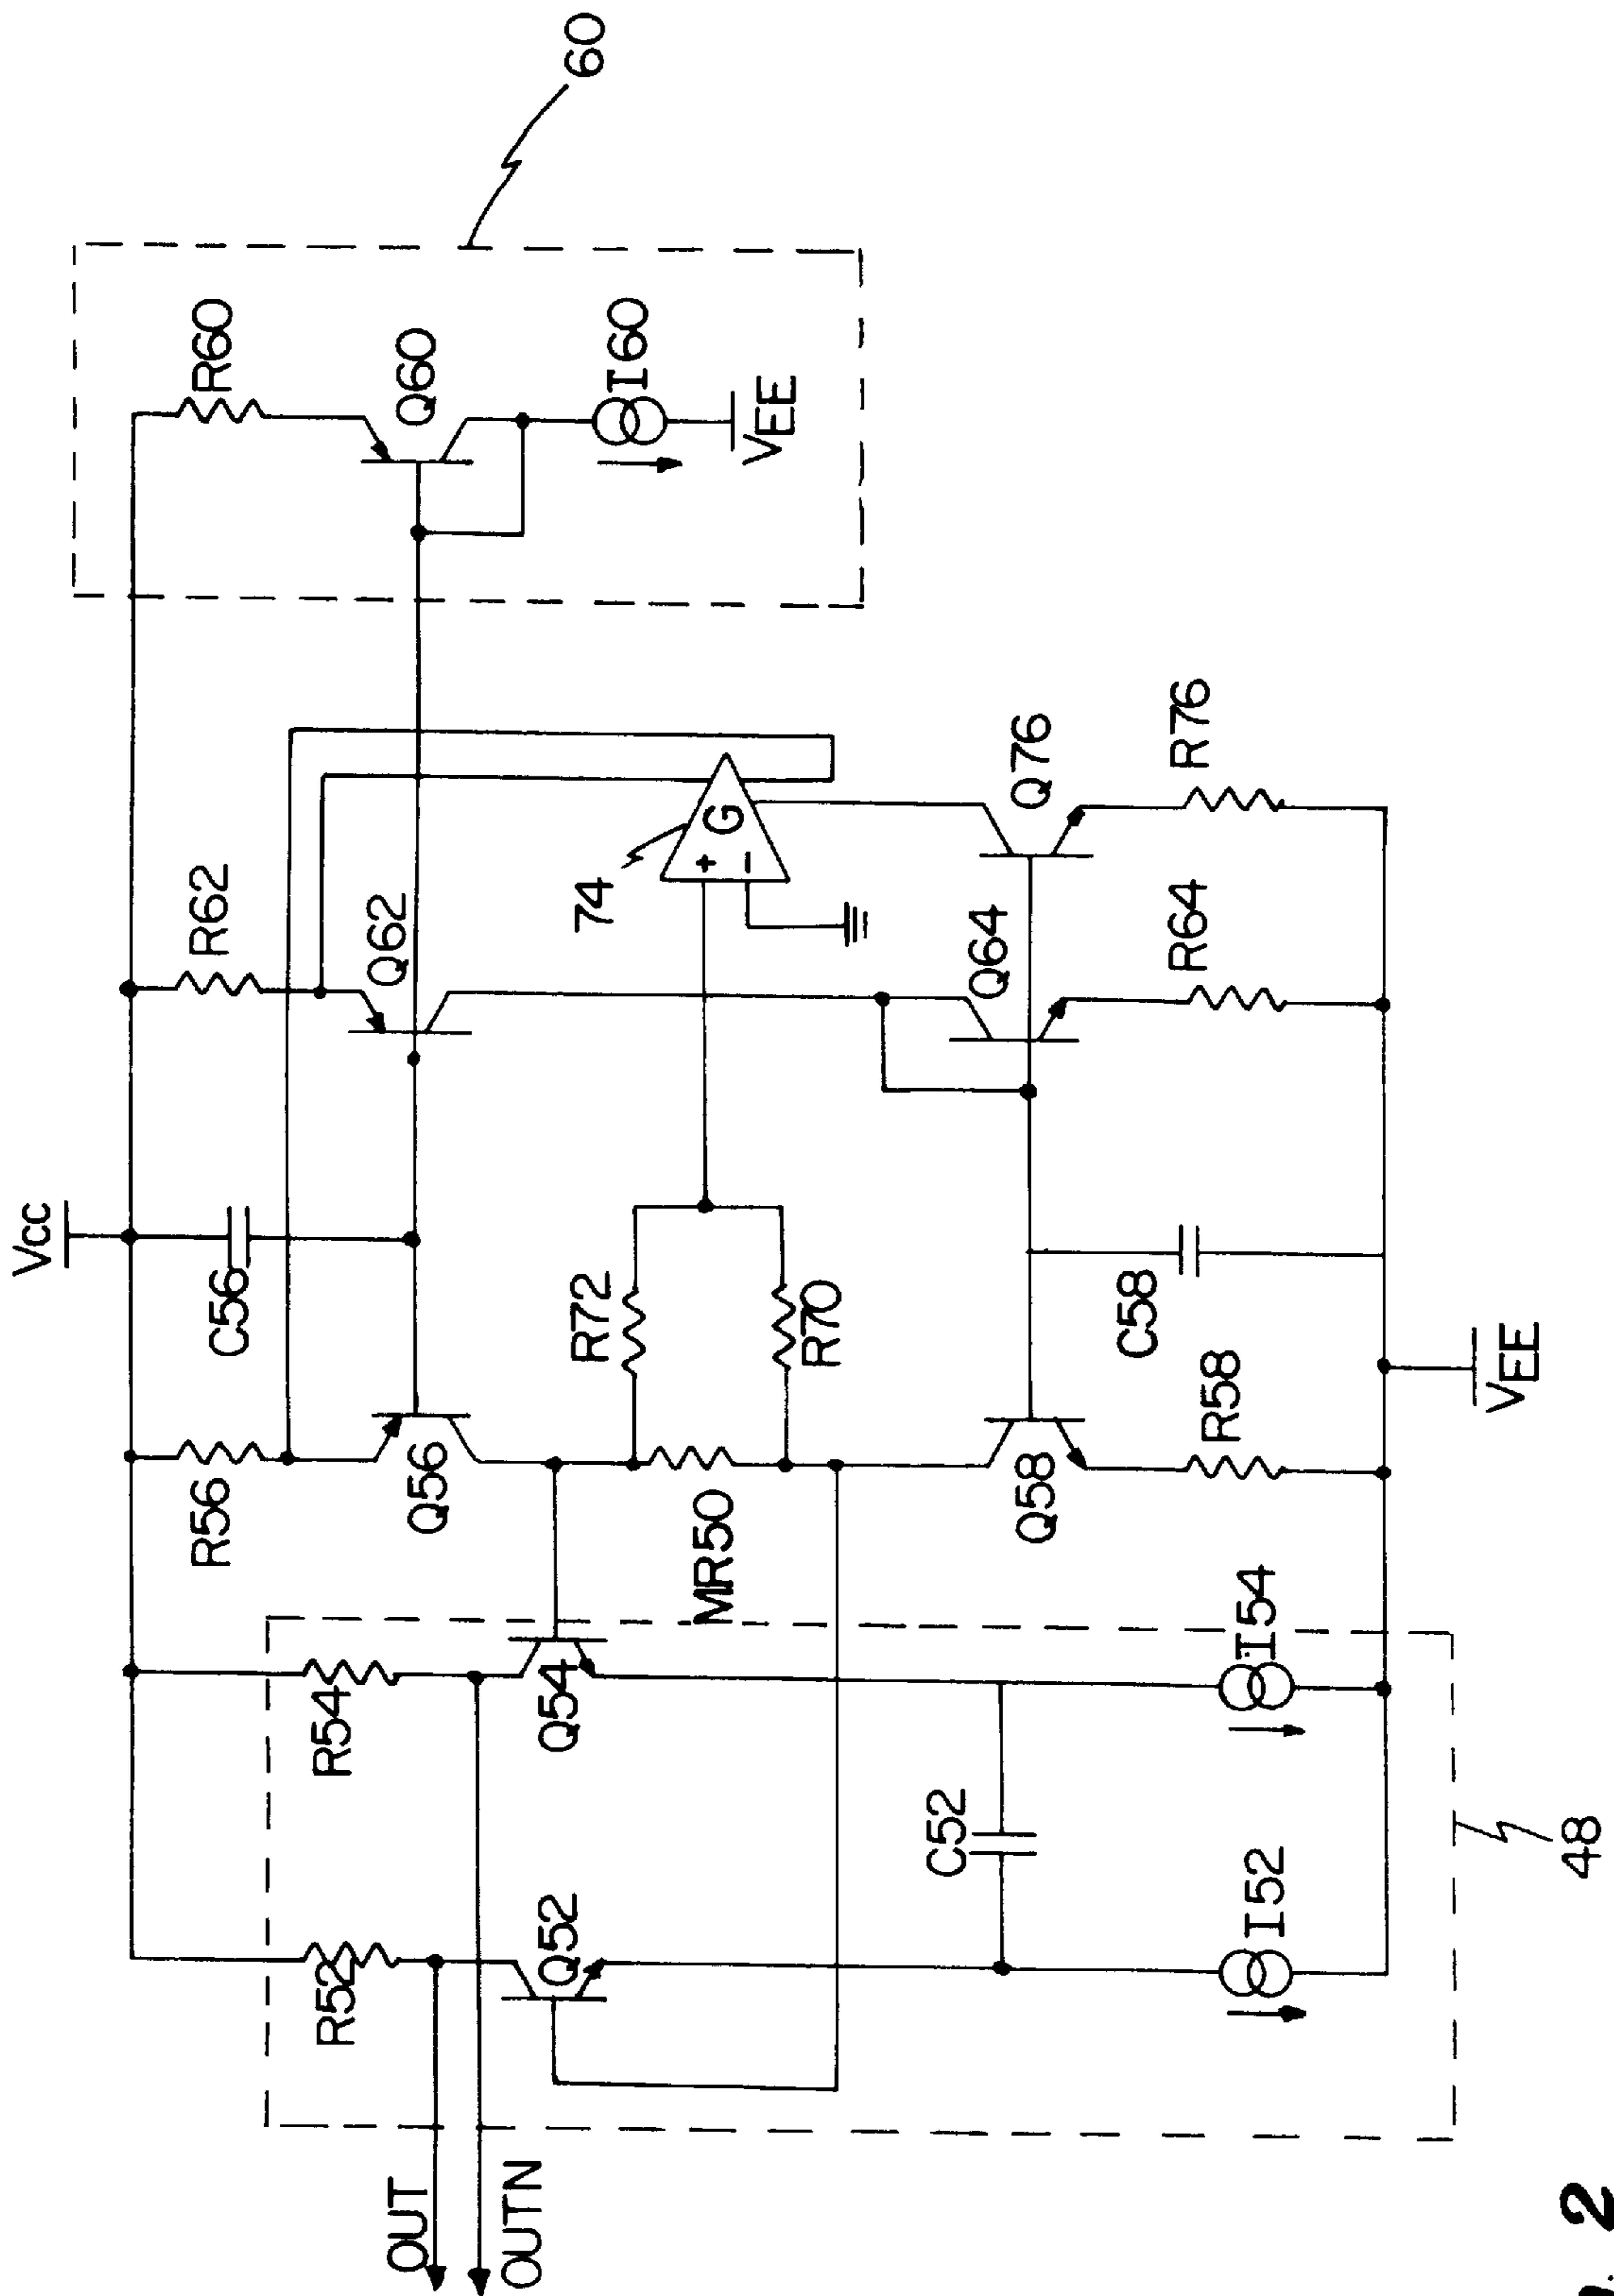 Vcc
60
R60
Q60
I60
VEE
R62
Q62
74
+
-
G
Q64
R64
Q76
R76
C56
R72
R70
C58
VEE
R56
Q56
MR50
Q58
R58
R54
Q54
I54
C52
R52
Q52
I52
48
OUT
OUTN
2